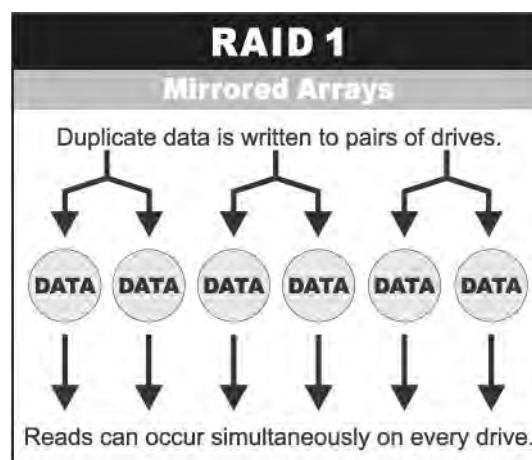 RAID 1
Mirrored Arrays
Duplicate data is written to pairs of drives.
DATA DATA DATA DATA DATA DATA
Reads can occur simultaneously on every drive.